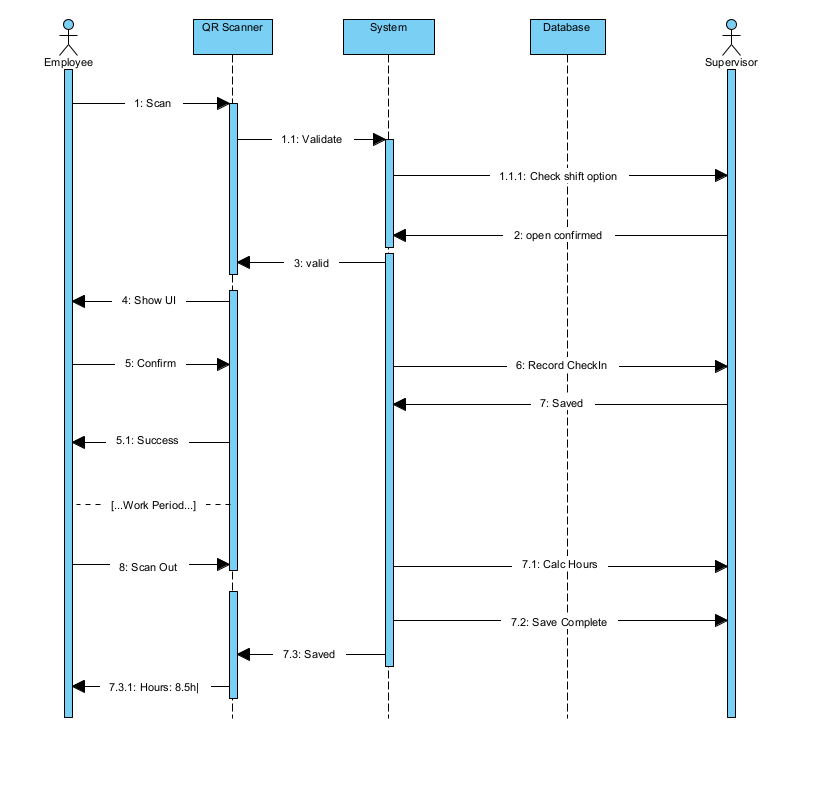 QR Scanner
System
Database
Employee
Supervisor
1: Scan
1.1: Validate
1.1.1: Check shift option
2: open confirmed
3: valid
4: Show UI
5: Confirm
6: Record CheckIn
7: Saved
5.1: Success
[...Work Period...]
8: Scan Out
7.1: Calc Hours
7.2: Save Complete
7.3: Saved
7.3.1: Hours: 8.5h|